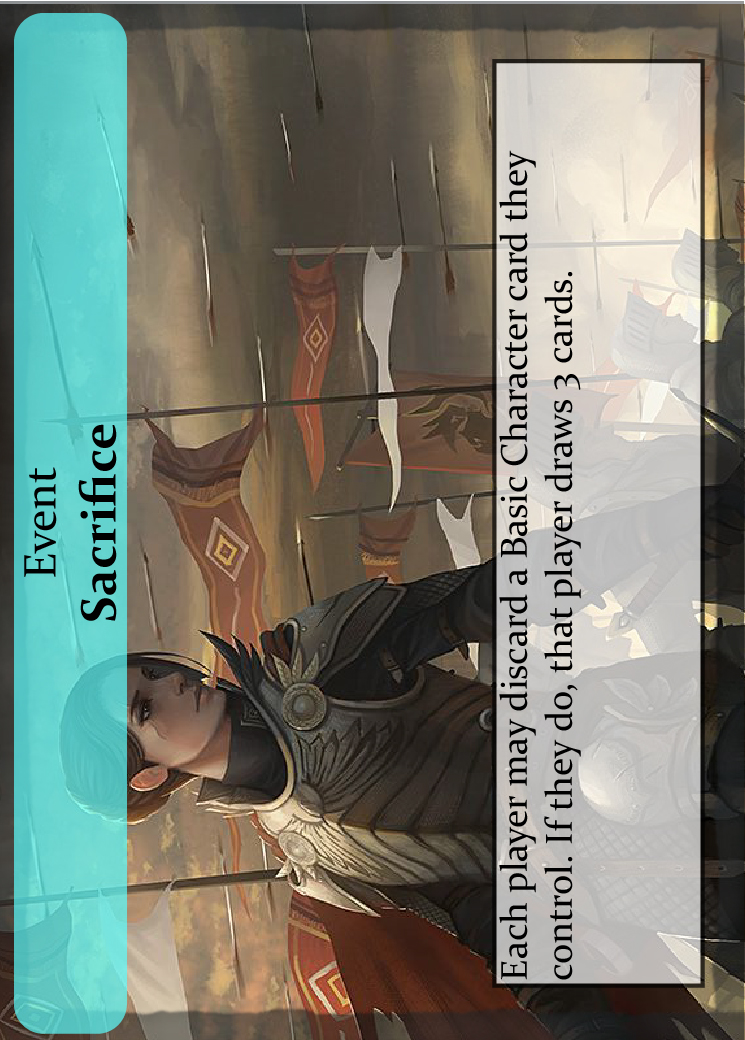 Event
Sacrifice
Each player may discard a Basic Character card they
control. If they do, that player draws 3 cards.